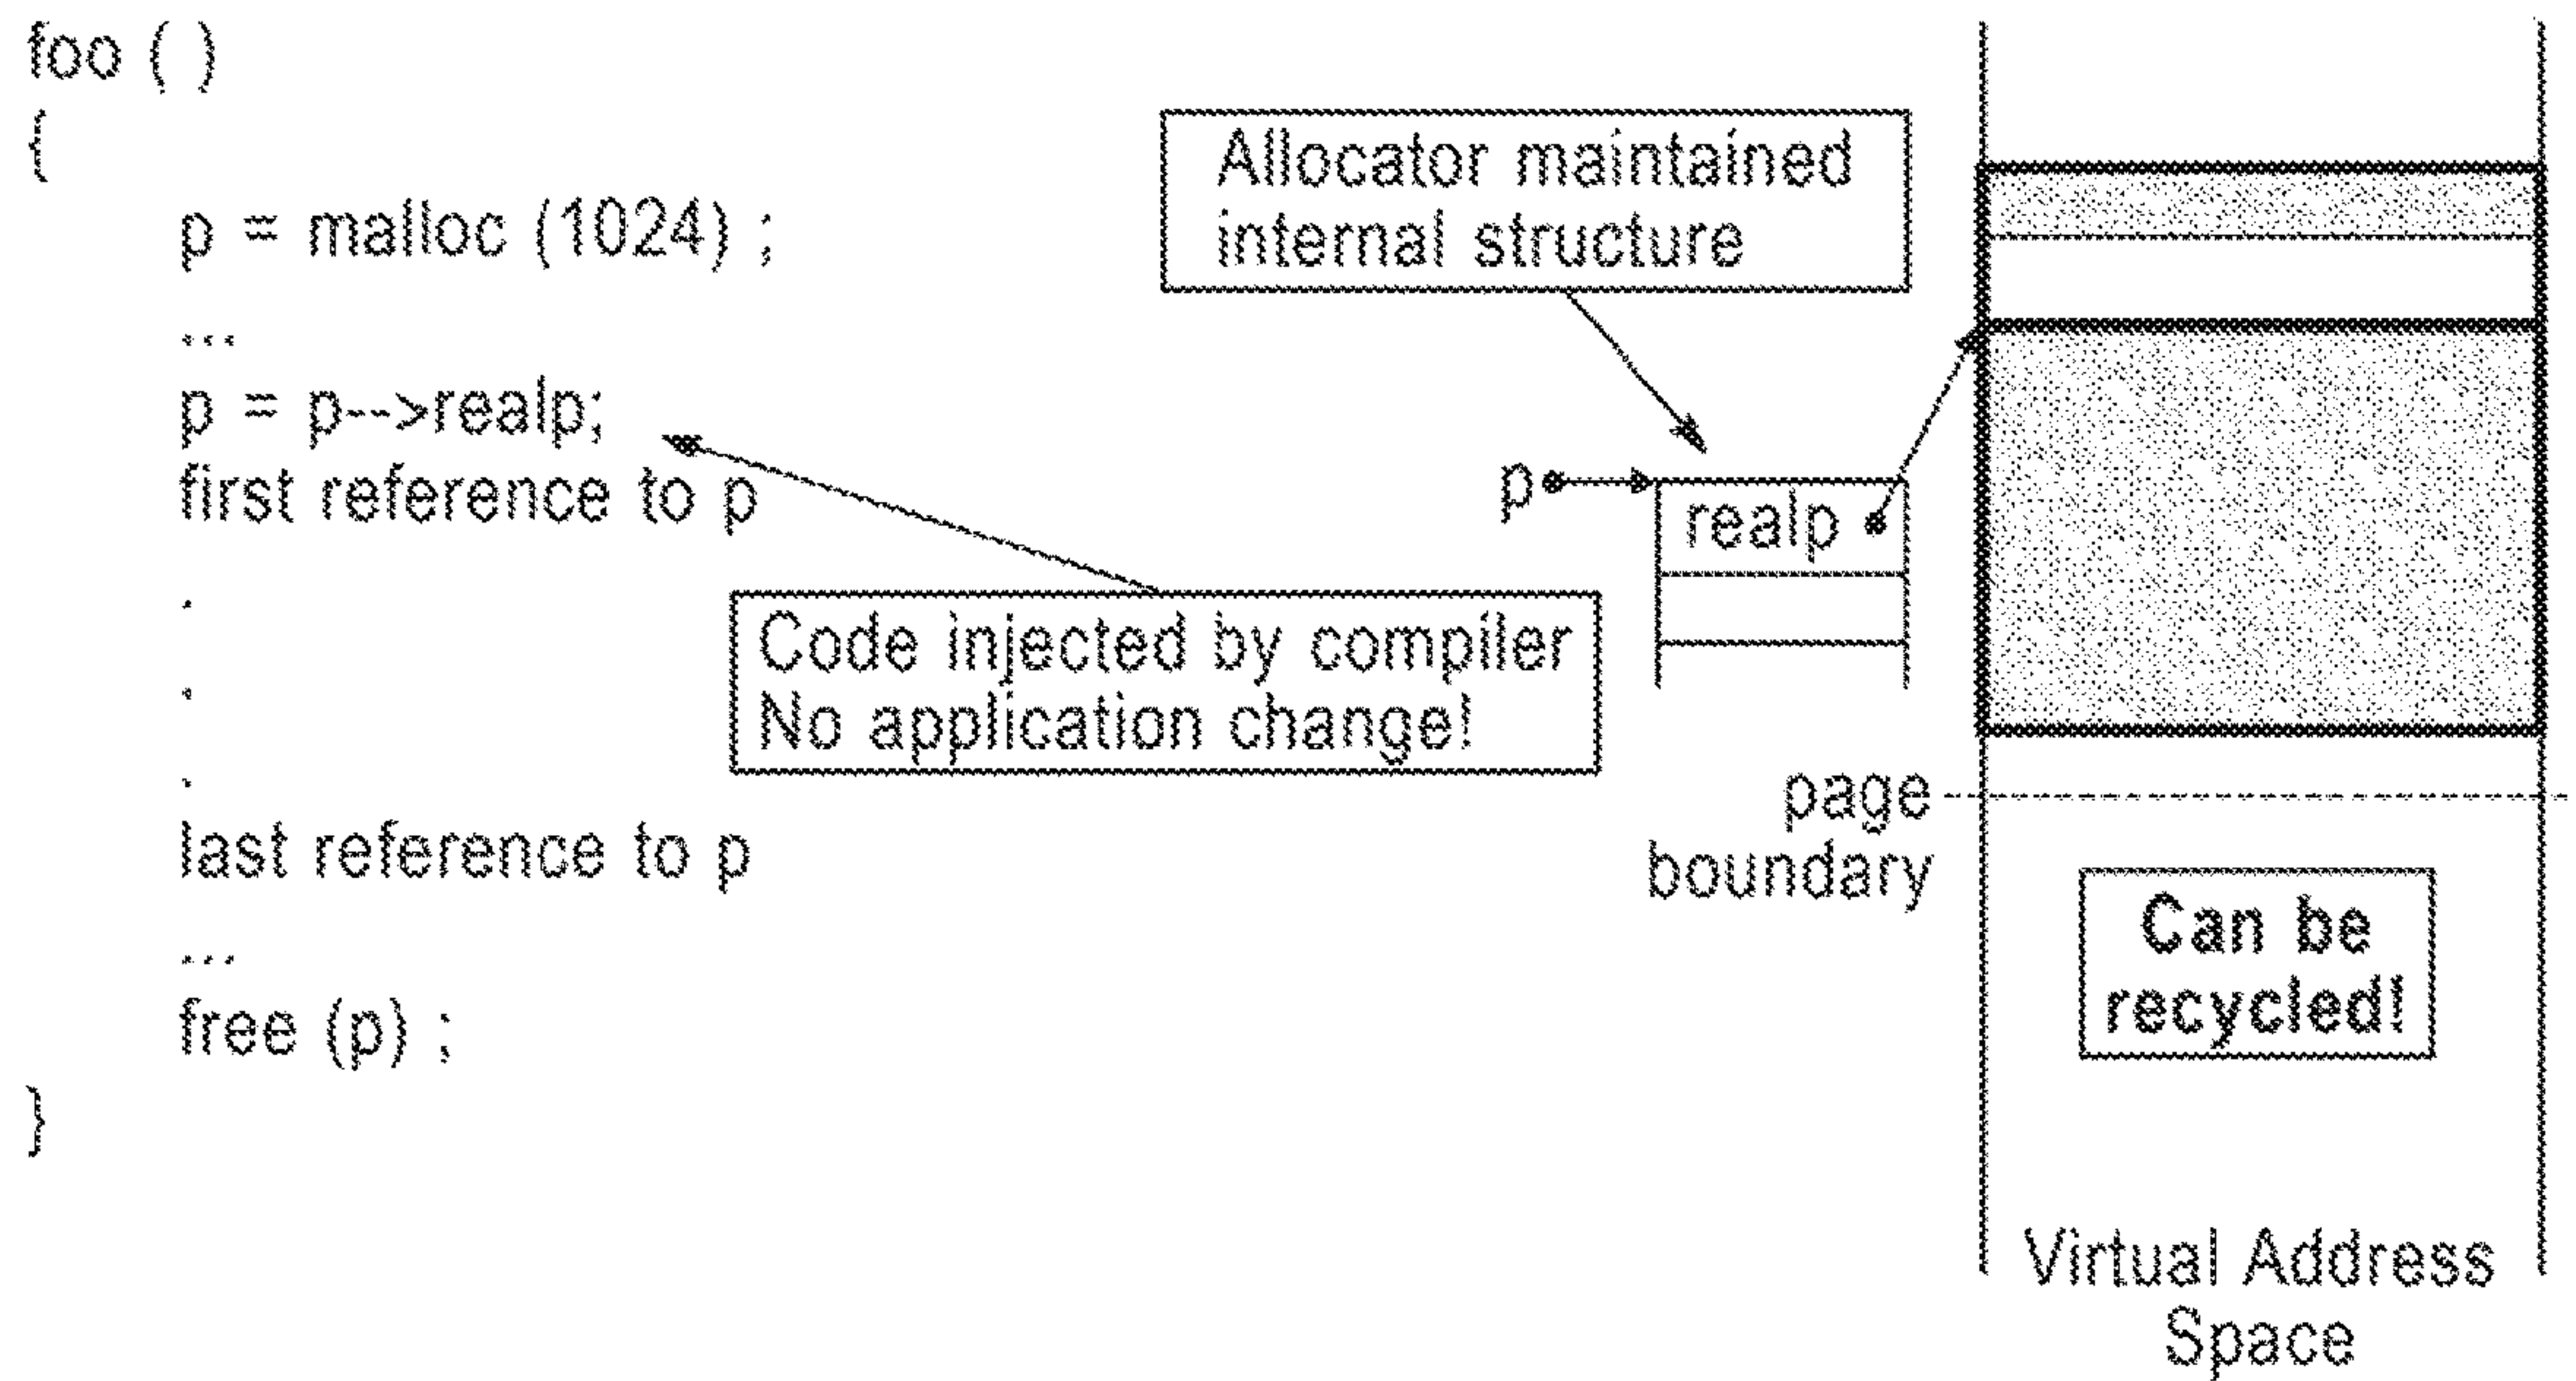 foo ( )
{
p = malloc (1024) ;
...
p = p-->realp;
first reference to p
.
.
.
last reference to p
...
free (p) ;
}
Allocator maintained
internal structure
p
realp
Code injected by compiler
No application change!
page
boundary
Can be
recycled!
Virtual Address
Space